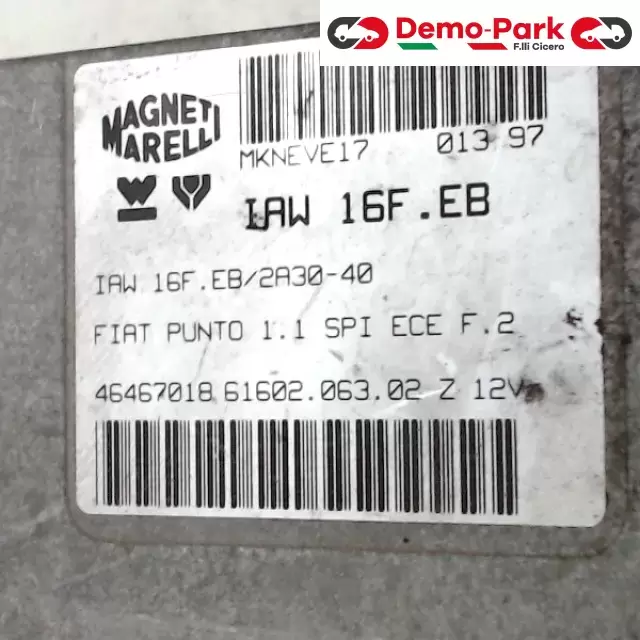 Demo-Park
F.lli Cicero
MAGNETI
MARELLI
MKNEVE17 013 97
IAW 16F.EB
IAW 16F.EB/2A30-40
FIAT PUNTO 1.1 SPI ECE F.2
46467018 61602.063.02 Z 12V